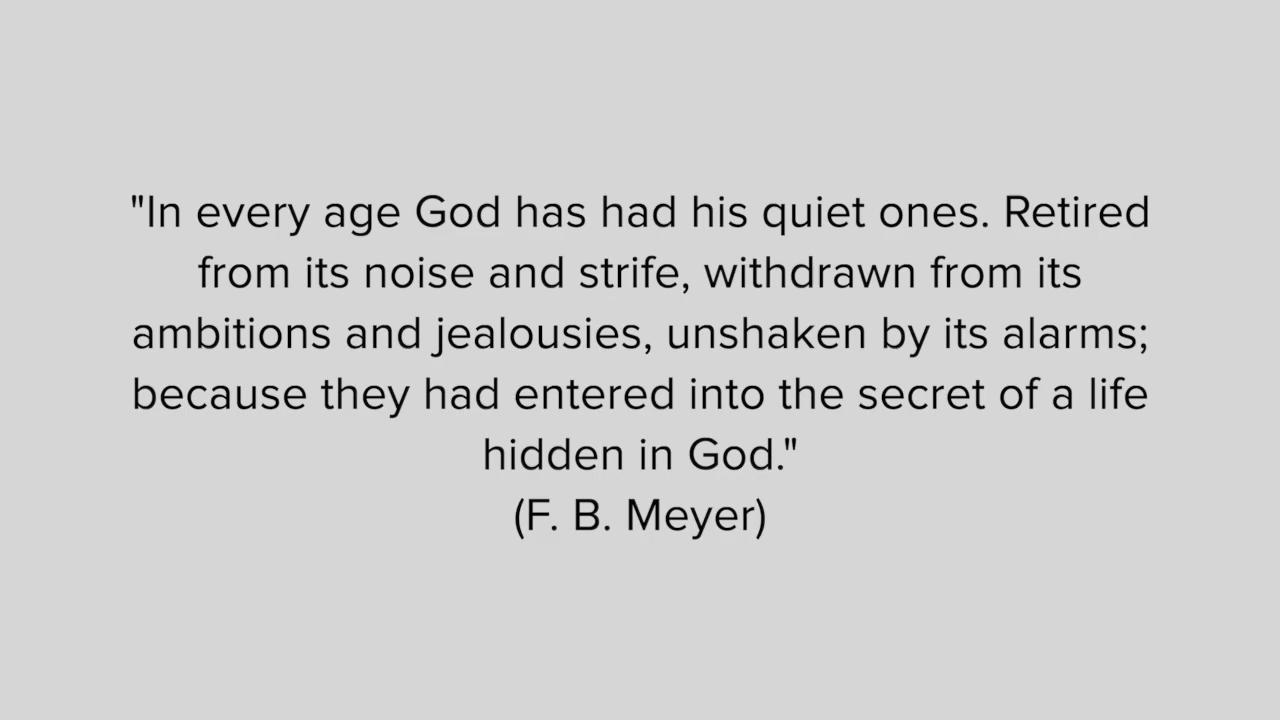 "In every age God has had his quiet ones. Retired
from its noise and strife, withdrawn from its
ambitions and jealousies, unshaken by its alarms;
because they had entered into the secret of a life
hidden in God."
(F. B. Meyer)